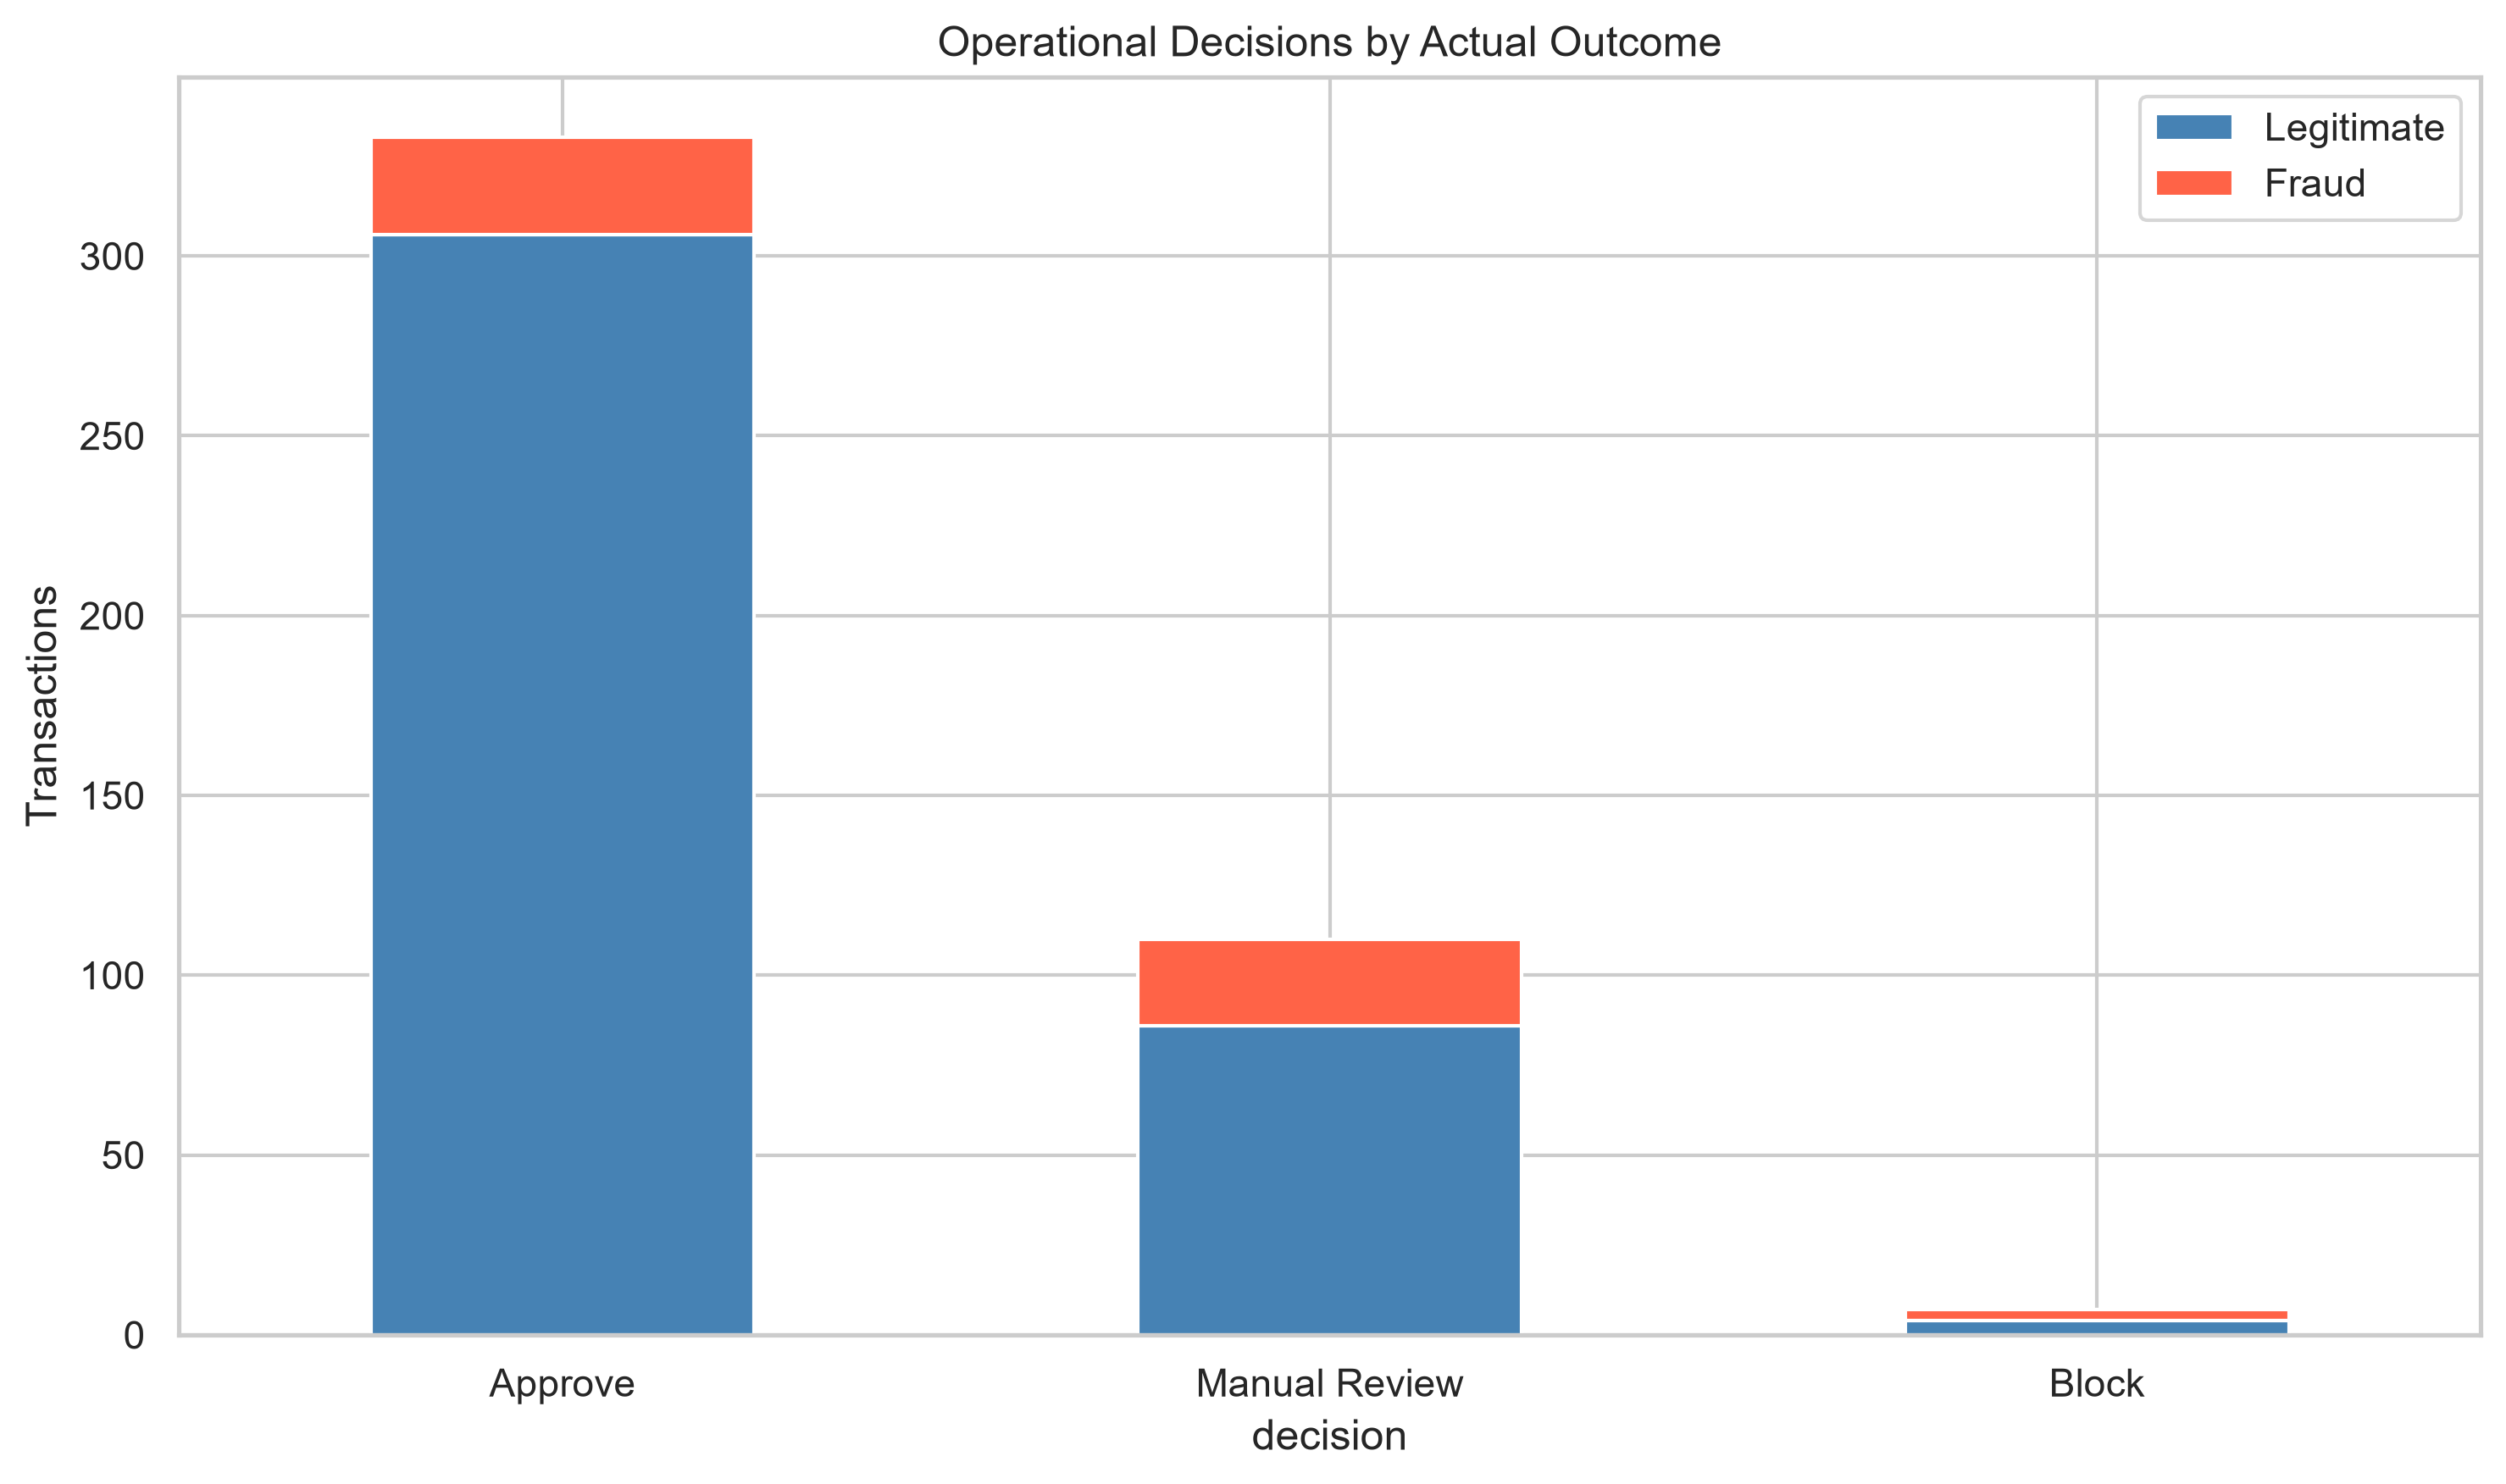 Operational Decisions by Actual Outcome
Legitimate
Fraud
Transactions
300
250
200
150
100
50
0
Approve
Manual Review
Block
decision